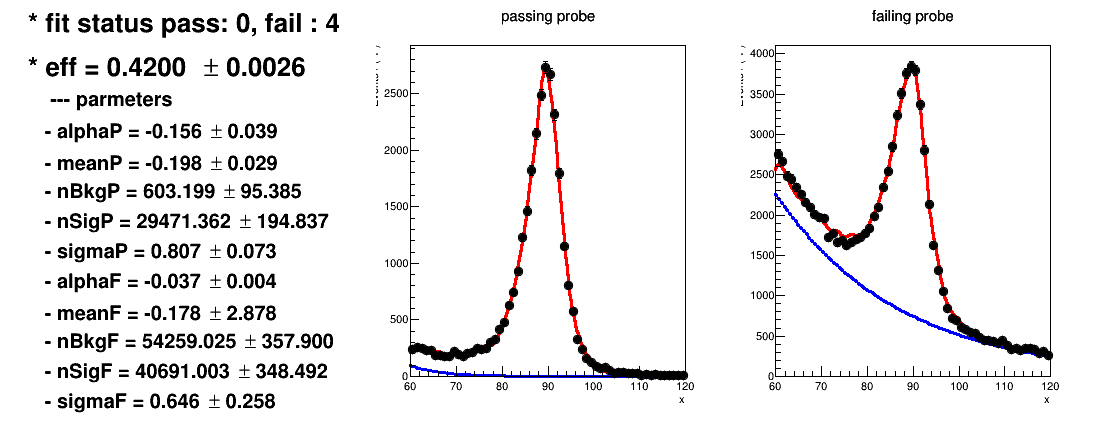 * fit status pass: 0, fail : 4
* eff = 0.4200 ± 0.0026
--- parmeters
- alphaP = -0.156 ± 0.039
- meanP = -0.198 ± 0.029
- nBkgP = 603.199 ± 95.385
- nSigP = 29471.362 ± 194.837
- sigmaP = 0.807 ± 0.073
- alphaF = -0.037 ± 0.004
- meanF = -0.178 ± 2.878
- nBkgF = 54259.025 ± 357.900
- nSigF = 40691.003 ± 348.492
- sigmaF = 0.646 ± 0.258
passing probe
2500
2000
1500
1000
500
0
60 70 80 90 100 110 120
x
failing probe
4000
3500
3000
2500
2000
1500
1000
500
0
60 70 80 90 100 110 120
x